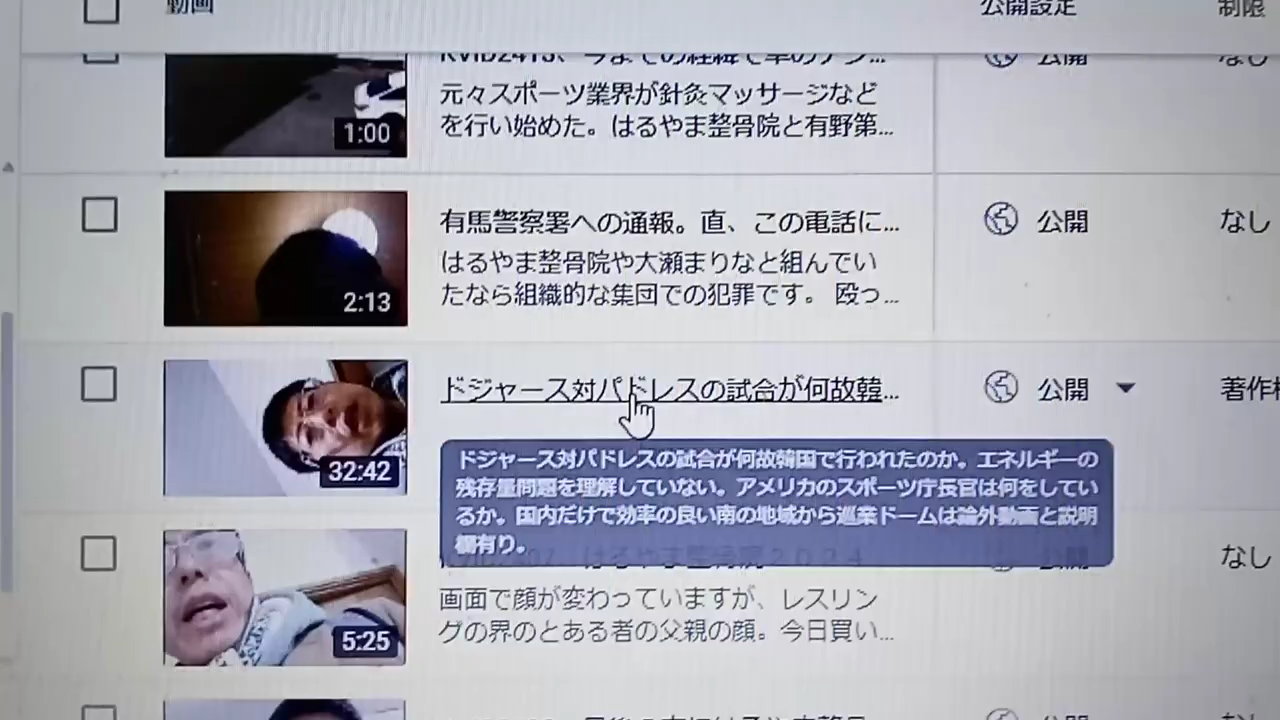 動画
公開設定
制限
公開
なし
元々スポーツ業界が針灸マッサージなど
を行い始めた。はるやま整骨院と有野第...
1:00
有馬警察署への通報。直、この電話に...
公開
なし
はるやま整骨院や大瀬まりなと組んでい
たなら組織的な集団での犯罪です。 殴っ...
2:13
ドジャース対パドレスの試合が何故韓...
公開
32:42
ドジャース対パドレスの試合が何故韓国で行われたのか。エネルギーの
残存量問題を理解していない。アメリカのスポーツ庁長官は何をしてい
るか。国内だけで効率の良い南の地域から巡業ドームは論外動画と説明
欄有り。
公開
なし
画面で顔が変わっていますが、レスリン
グの界のとある者の父親の顔。今日買い...
5:25